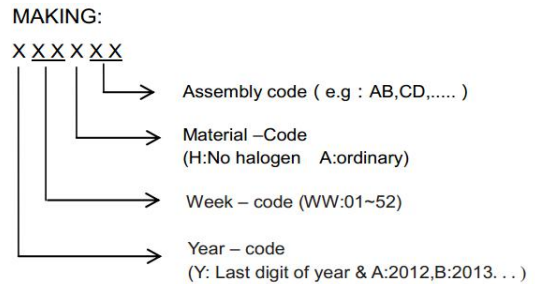 MAKING:
X X X X X X
Assembly code ( e.g : AB,CD,..... )
Material –Code
(H:No halogen A:ordinary)
Week – code (WW:01~52)
Year – code
(Y: Last digit of year & A:2012,B:2013. . . )